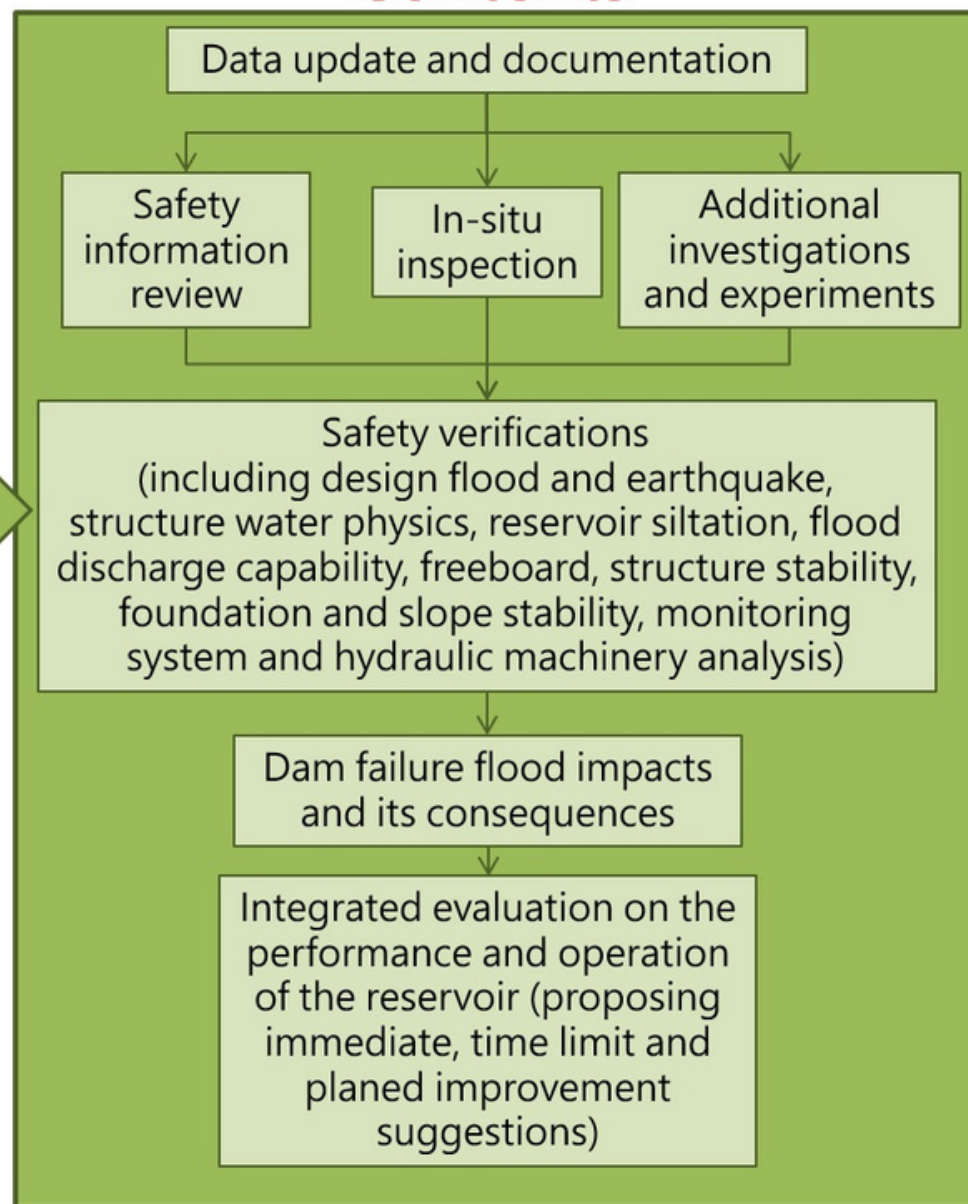 Data update and documentation
Safety
information
review
In-situ
inspection
Additional
investigations
and experiments
Safety verifications
(including design flood and earthquake,
structure water physics, reservoir siltation, flood
discharge capability, freeboard, structure stability,
foundation and slope stability, monitoring
system and hydraulic machinery analysis)
Dam failure flood impacts
and its consequences
Integrated evaluation on the
performance and operation
of the reservoir (proposing
immediate, time limit and
planed improvement
suggestions)